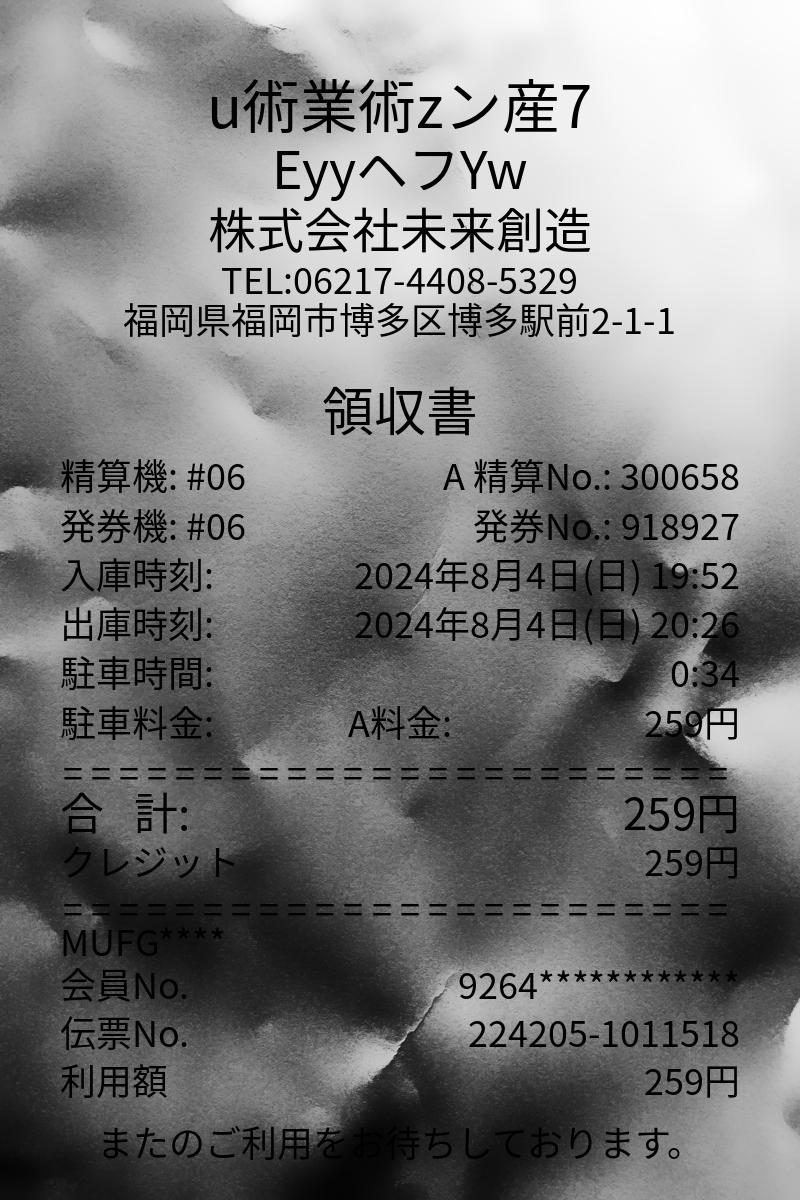 u術業術zン産7
EyyヘフYw
株式会社未来創造
TEL:06217-4408-5329
福岡県福岡市博多区博多駅前2-1-1
領収書
精算機: #06 A 精算No.: 300658
発券機: #06 発券No.: 918927
入庫時刻: 2024年8月4日(日) 19:52
出庫時刻: 2024年8月4日(日) 20:26
駐車時間: 0:34
駐車料金: A料金: 259円
========================
合 計: 259円
クレジット 259円
========================
MUFG****
会員No. 9264************
伝票No. 224205-1011518
利用額 259円
またのご利用をお待ちしております。